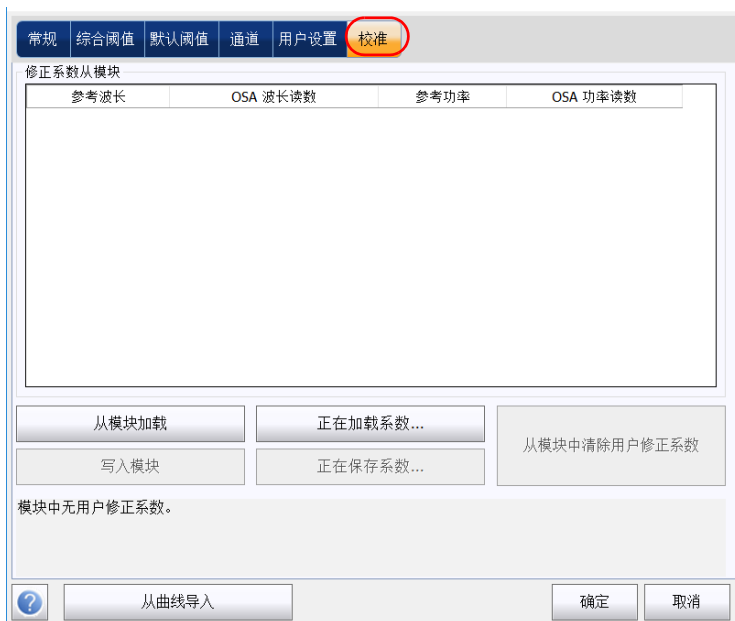 常规 综合阈值 默认阈值 通道 用户设置 校准
修正系数从模块
参考波长 OSA 波长读数 参考功率 OSA 功率读数
从模块加载 正在加载系数... 从模块中清除用户修正系数
写入模块 正在保存系数...
模块中无用户修正系数。
? 从曲线导入 确定 取消